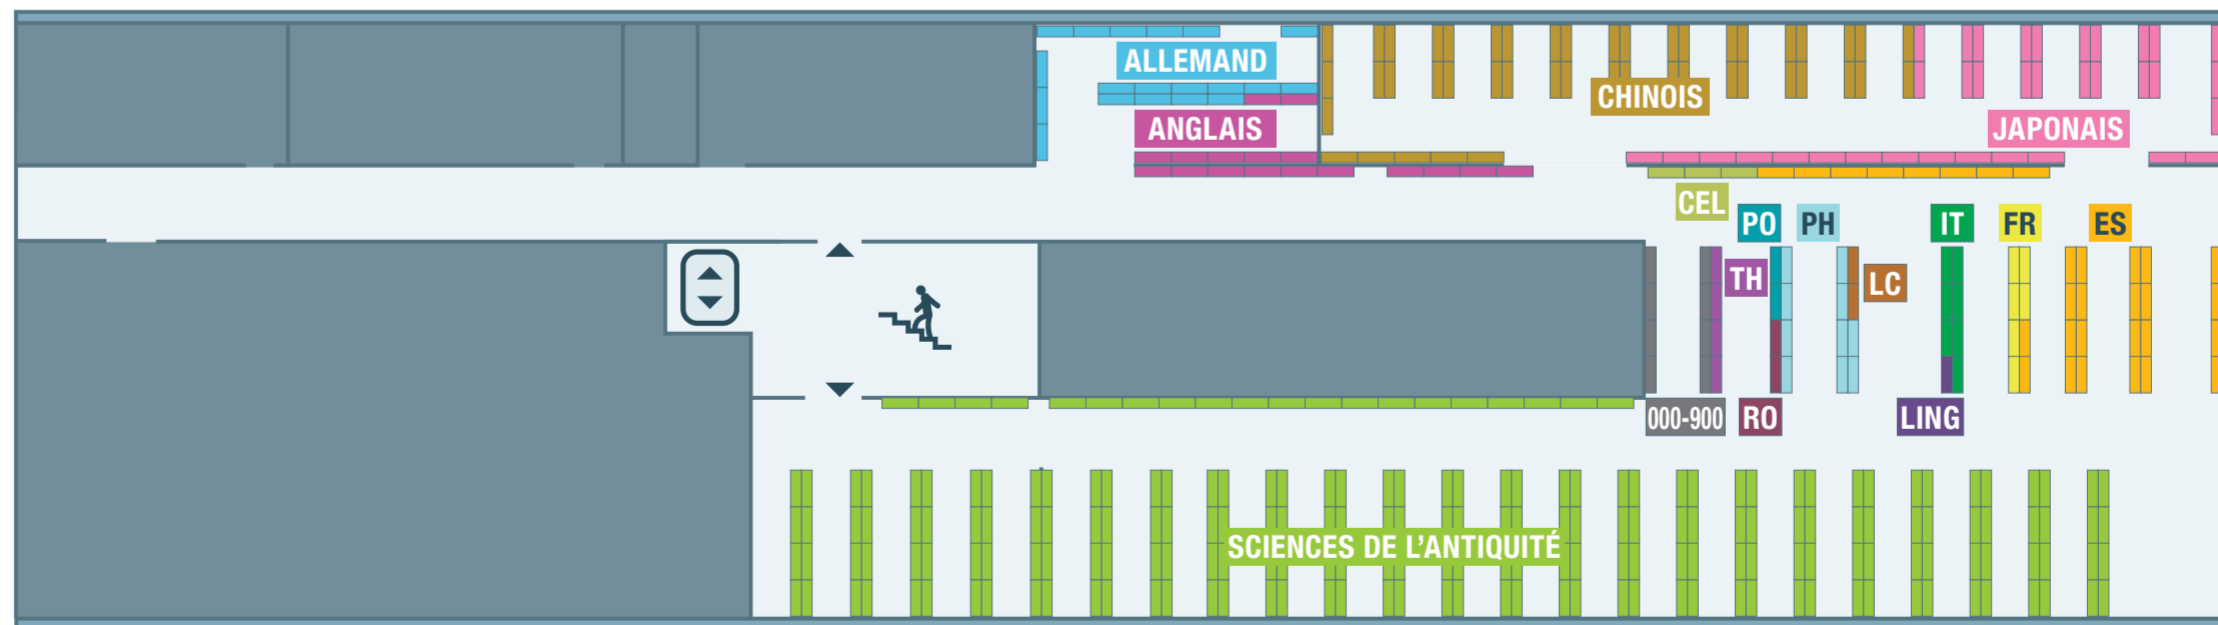 ALLEMAND
ANGLAIS
CHINOIS
JAPONAIS
CEL
PO
PH
IT
FR
ES
TH
LC
000-900
RO
LING
SCIENCES DE L'ANTIQUITÉ